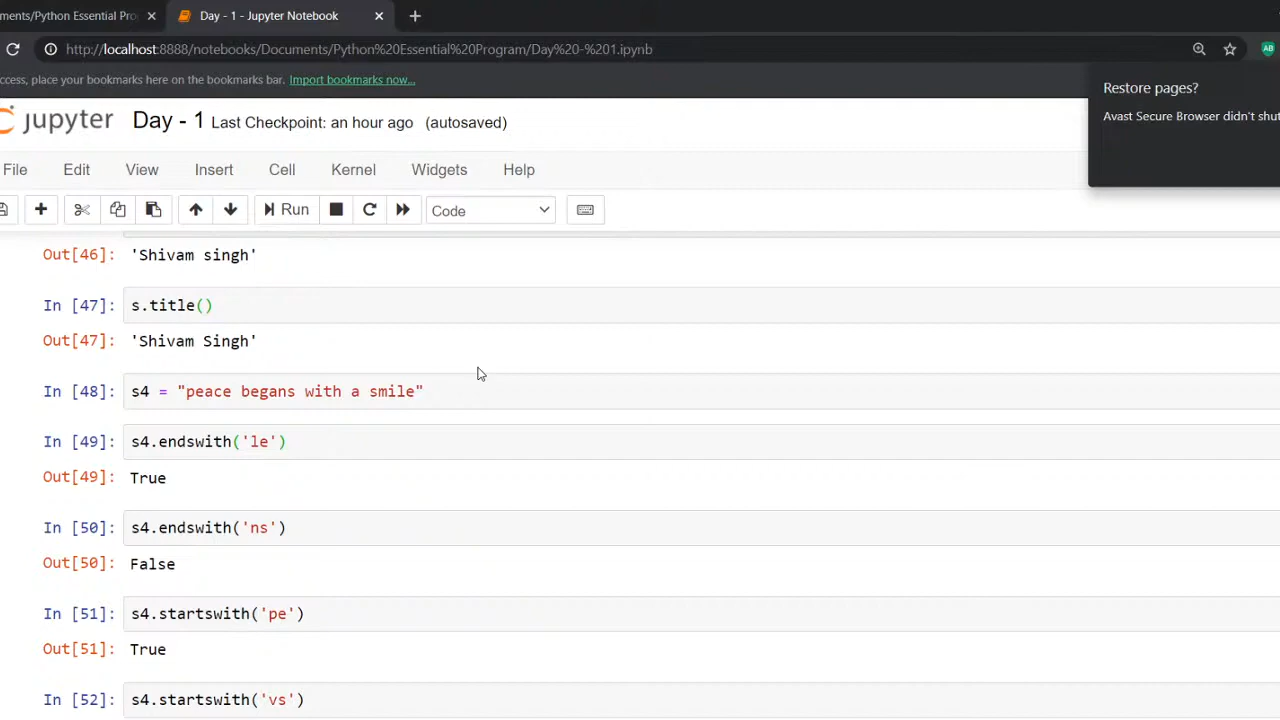 ments/Python Essential Pro
Day - 1 - Jupyter Notebook
http://localhost:8888/notebooks/Documents/Python%20Essential%20Program/Day%20-%201.ipynb
AB
ccess, place your bookmarks here on the bookmarks bar. Import bookmarks now...
Restore pages?
Avast Secure Browser didn't shut
jupyter Day - 1 Last Checkpoint: an hour ago (autosaved)
File Edit View Insert Cell Kernel Widgets Help
Run Code
Out[46]: 'Shivam singh'
In [47]: s.title()
Out[47]: 'Shivam Singh'
In [48]: s4 = "peace begans with a smile"
In [49]: s4.endswith('le')
Out[49]: True
In [50]: s4.endswith('ns')
Out[50]: False
In [51]: s4.startswith('pe')
Out[51]: True
In [52]: s4.startswith('vs')